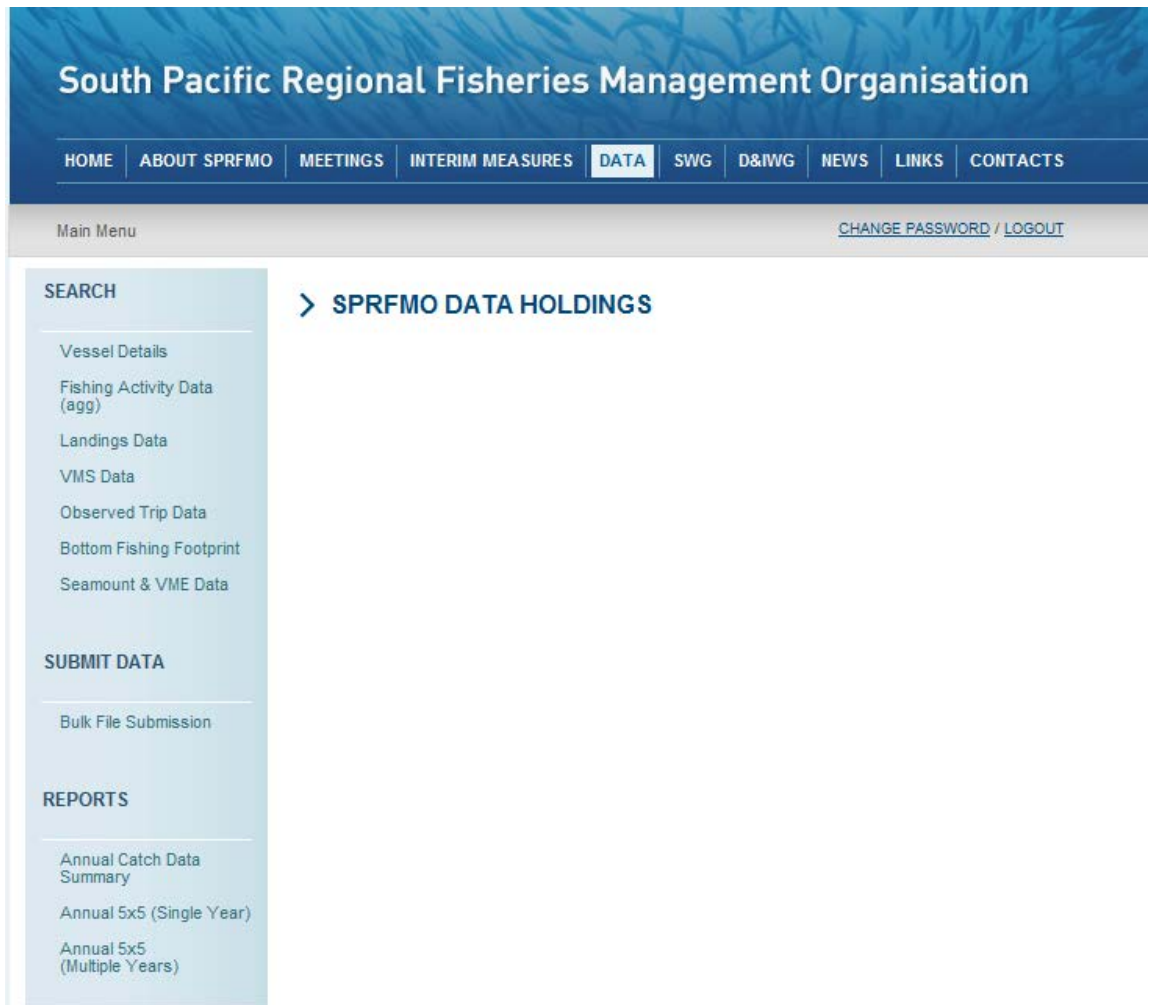 South Pacific Regional Fisheries Management Organisation
HOME ABOUT SPRFMO MEETINGS INTERIM MEASURES DATA SWG D&IWG NEWS LINKS CONTACTS
Main Menu CHANGE PASSWORD / LOGOUT
SEARCH
Vessel Details
Fishing Activity Data
(agg)
Landings Data
VMS Data
Observed Trip Data
Bottom Fishing Footprint
Seamount & VME Data
SUBMIT DATA
Bulk File Submission
REPORTS
Annual Catch Data
Summary
Annual 5x5 (Single Year)
Annual 5x5
(Multiple Years)
> SPRFMO DATA HOLDINGS